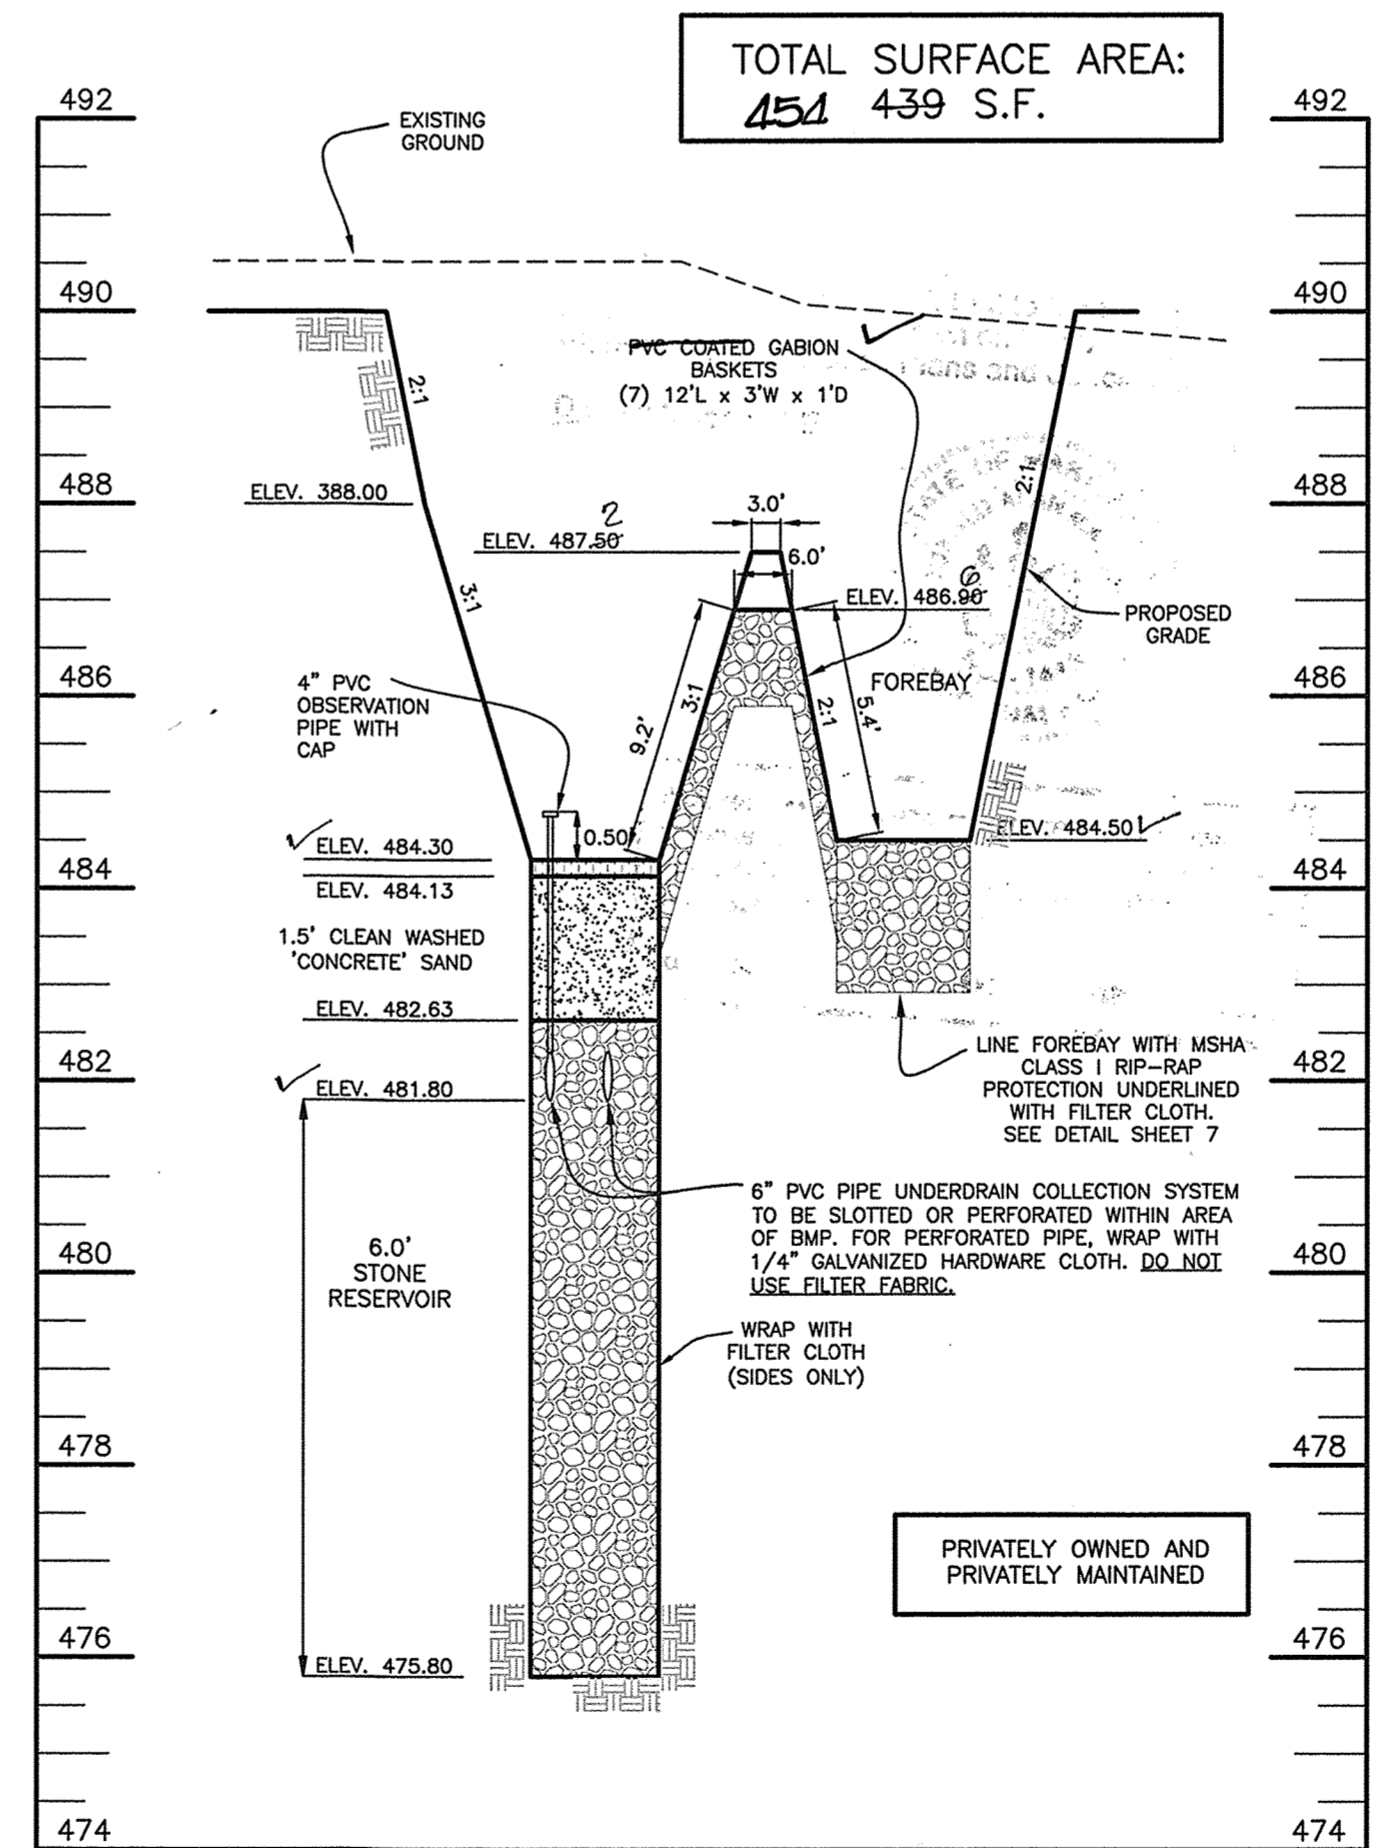 TOTAL SURFACE AREA:
454 439 S.F.
492
492
EXISTING
GROUND
490
490
PVC COATED GABION
BASKETS
(7) 12'L x 3'W x 1'D
2:1
2:1
488
ELEV. 388.00
488
3.0'
2
ELEV. 487.50
6.0'
6
ELEV. 486.90
3:1
PROPOSED
GRADE
486
486
4" PVC
OBSERVATION
PIPE WITH
CAP
FOREBAY
9.2'
3:1
2:1
5.4'
0.50
ELEV. 484.30
ELEV. 484.50
484
ELEV. 484.13
484
1.5' CLEAN WASHED
'CONCRETE' SAND
ELEV. 482.63
482
482
LINE FOREBAY WITH MSHA
CLASS I RIP-RAP
PROTECTION UNDERLINED
WITH FILTER CLOTH.
SEE DETAIL SHEET 7
ELEV. 481.80
6" PVC PIPE UNDERDRAIN COLLECTION SYSTEM
TO BE SLOTTED OR PERFORATED WITHIN AREA
OF BMP. FOR PERFORATED PIPE, WRAP WITH
1/4" GALVANIZED HARDWARE CLOTH. DO NOT
USE FILTER FABRIC.
480
480
6.0'
STONE
RESERVOIR
WRAP WITH
FILTER CLOTH
(SIDES ONLY)
478
478
PRIVATELY OWNED AND
PRIVATELY MAINTAINED
476
476
ELEV. 475.80
474
474